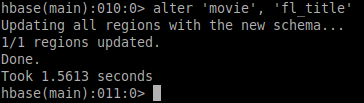 hbase(main):010:0> alter 'movie', 'fl_title'
Updating all regions with the new schema...
1/1 regions updated.
Done.
Took 1.5613 seconds
hbase(main):011:0>